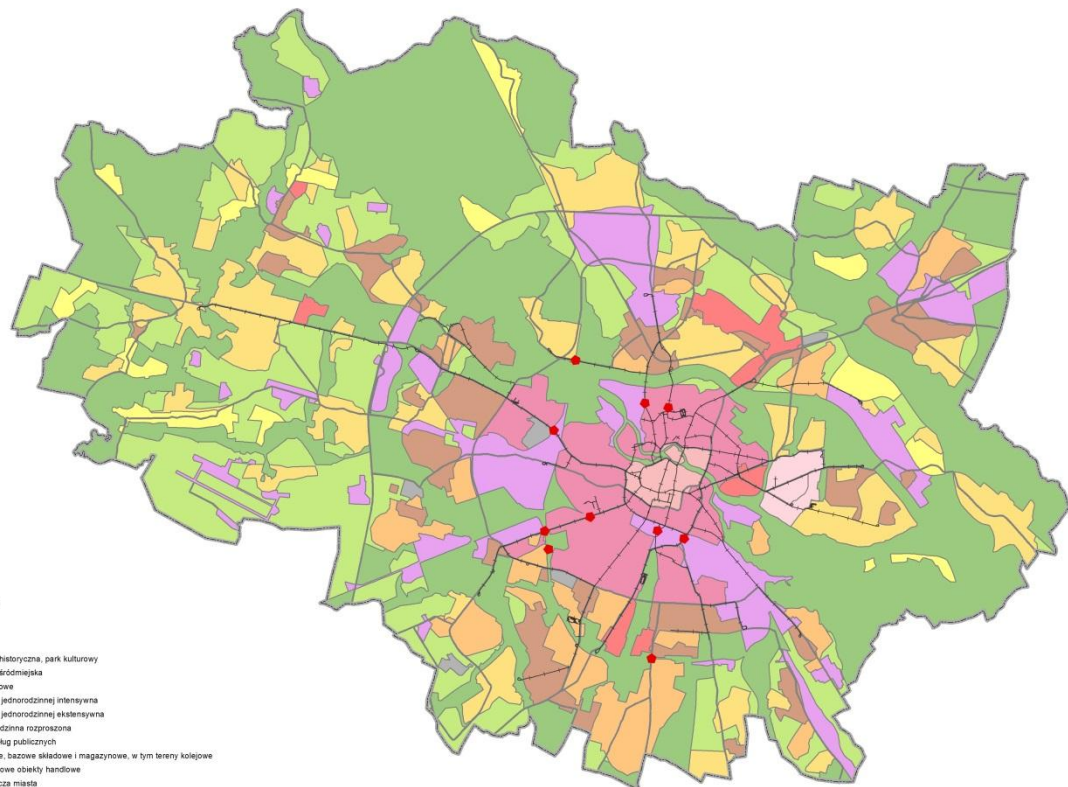 historyczna, park kulturowy
śródmiejska
owe
jednorodzinnej intensywna
jednorodzinnej ekstensywna
dzinna rozproszona
ług publicznych
e, bazowe składowe i magazynowe, w tym tereny kolejowe
owe obiekty handlowe
cza miasta